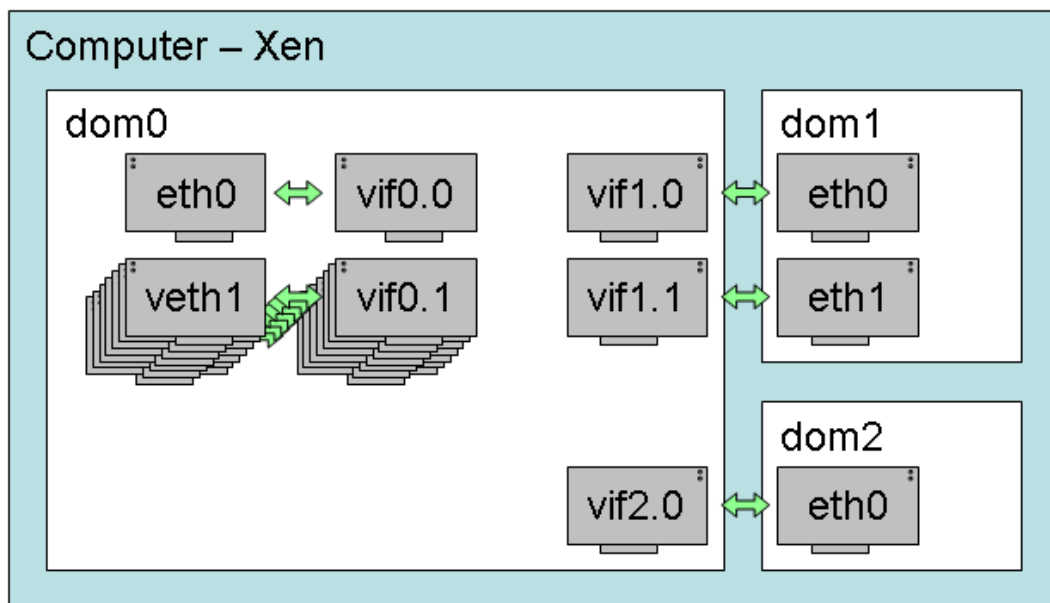 Computer – Xen
dom0
eth0
vif0.0
veth1
vif0.1
vif1.0
vif1.1
vif2.0
dom1
eth0
eth1
dom2
eth0